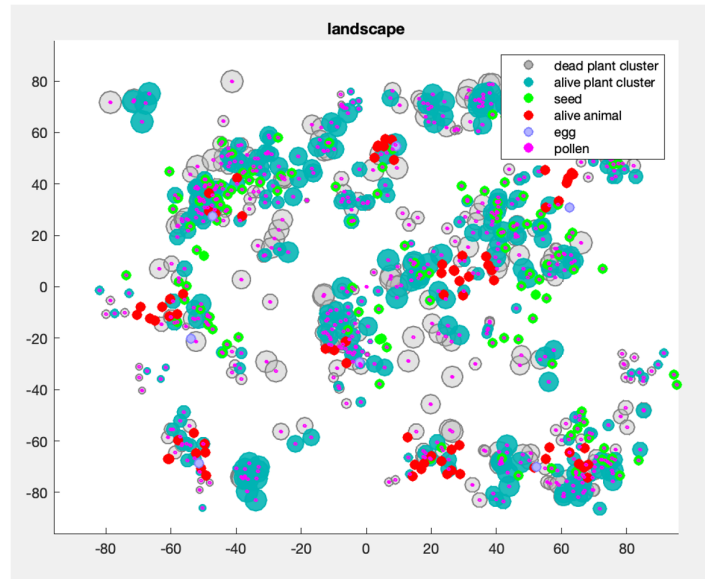 landscape
dead plant cluster
alive plant cluster
seed
alive animal
egg
pollen
80
60
40
20
0
-20
-40
-60
-80
-80 -60 -40 -20 0 20 40 60 80